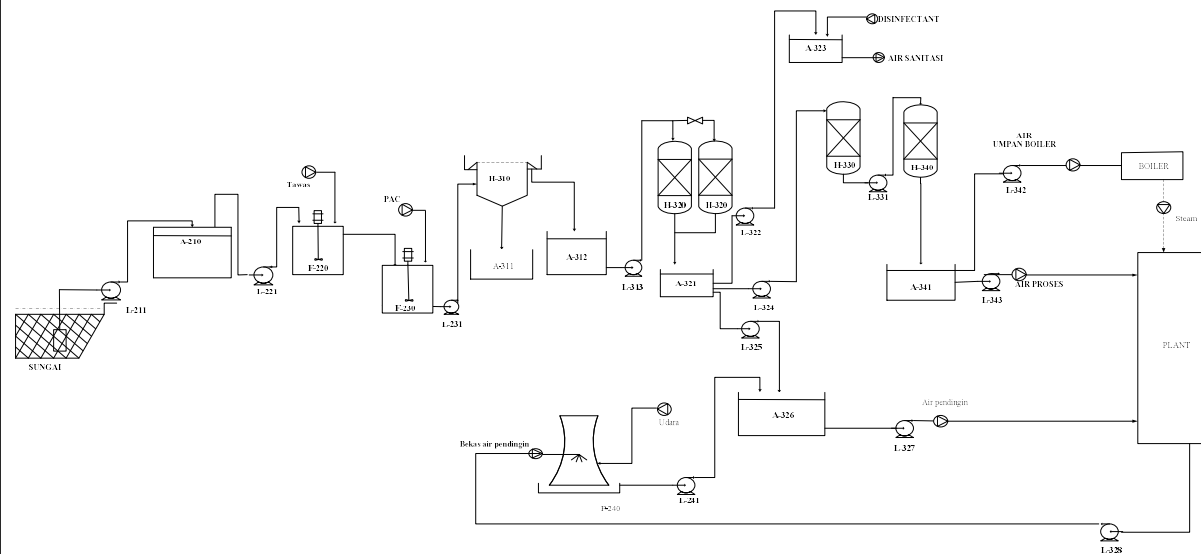 DISINFECTANT
A-323
AIR SANITASI
AIR
UMPAN BOILER
BOILER
L-342
Steam
Tawas
PAC
H-310
H-320
H-320
H-330
H-340
L-331
L-322
A-210
F-220
F-230
L-221
L-211
L-231
A-311
A-312
L-313
A-321
L-324
L-325
A-341
L-343
AIR PROSES
SUNGAI
PLANT
A-326
Air pendingin
L-327
Udara
Bekas air pendingin
L-241
P-240
L-328